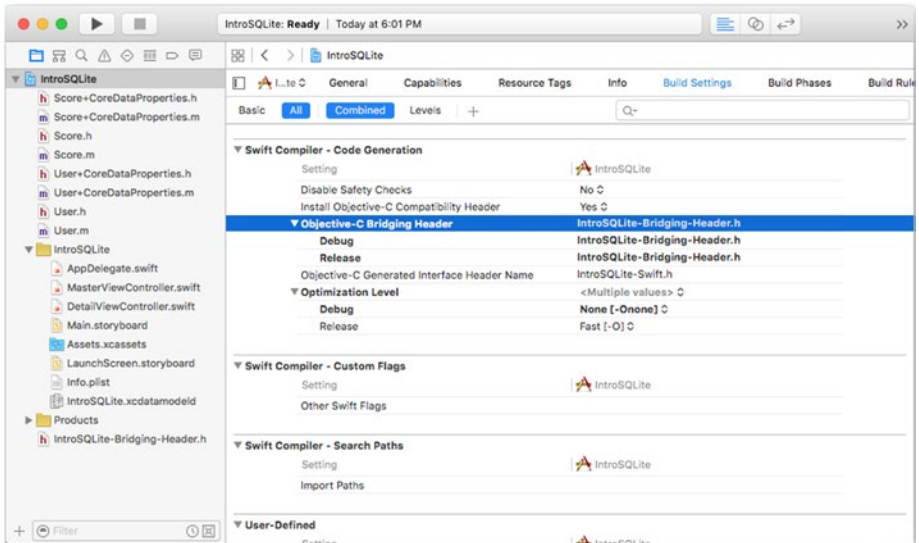 IntroSQLite: Ready | Today at 6:01 PM
IntroSQLite
IntroSQLite
I...te General Capabilities Resource Tags Info Build Settings Build Phases Build Rule
Basic All Combined Levels +
h Score+CoreDataProperties.h
m Score+CoreDataProperties.m
h Score.h
m Score.m
h User+CoreDataProperties.h
m User+CoreDataProperties.m
h User.h
m User.m
IntroSQLite
AppDelegate.swift
MasterViewController.swift
DetailViewController.swift
Main.storyboard
Assets.xcassets
LaunchScreen.storyboard
Info.plist
IntroSQLite.xcdatamodeld
Products
h IntroSQLite-Bridging-Header.h
+ Filter
Swift Compiler - Code Generation
Setting IntroSQLite
Disable Safety Checks No
Install Objective-C Compatibility Header Yes
Objective-C Bridging Header IntroSQLite-Bridging-Header.h
Debug IntroSQLite-Bridging-Header.h
Release IntroSQLite-Bridging-Header.h
Objective-C Generated Interface Header Name IntroSQLite-Swift.h
Optimization Level <Multiple values>
Debug None [-Onone]
Release Fast [-O]
Swift Compiler - Custom Flags
Setting IntroSQLite
Other Swift Flags
Swift Compiler - Search Paths
Setting IntroSQLite
Import Paths
User-Defined
Setting IntroSQLite